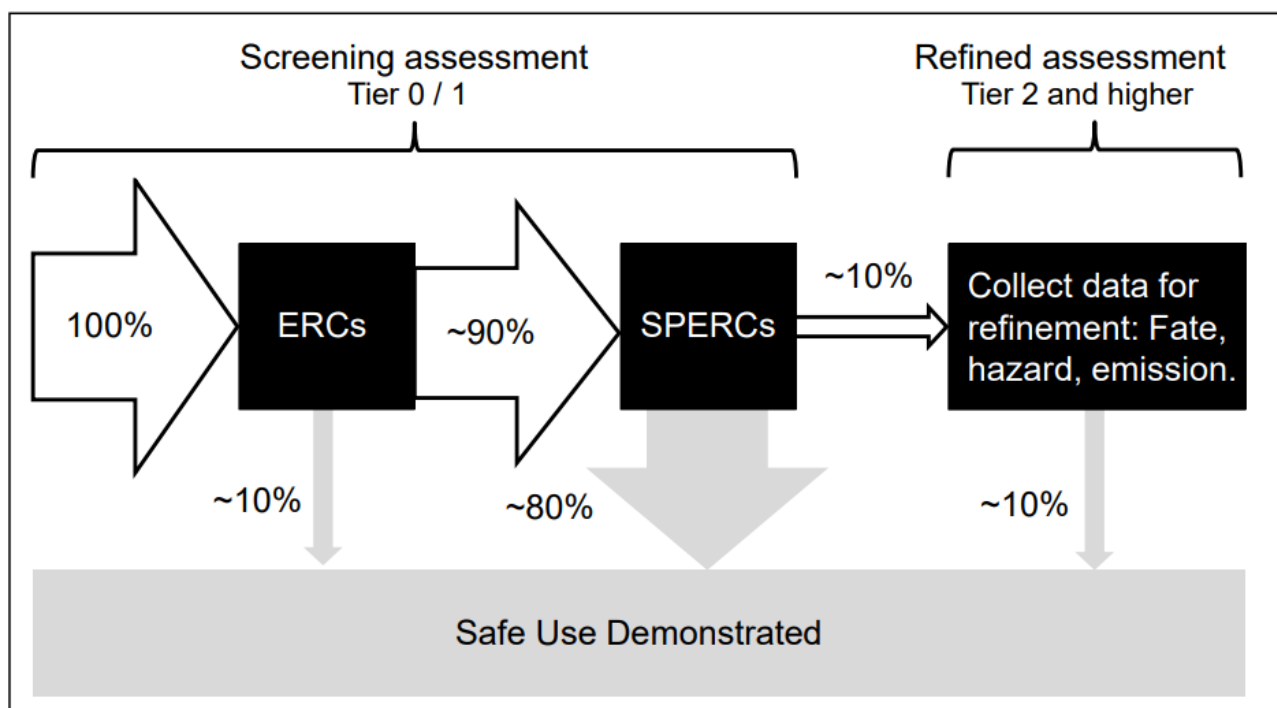 Screening assessment
Tier 0 / 1
Refined assessment
Tier 2 and higher
100%
ERCs
~90%
SPERCs
~10%
Collect data for
refinement: Fate,
hazard, emission.
~10%
~80%
~10%
Safe Use Demonstrated